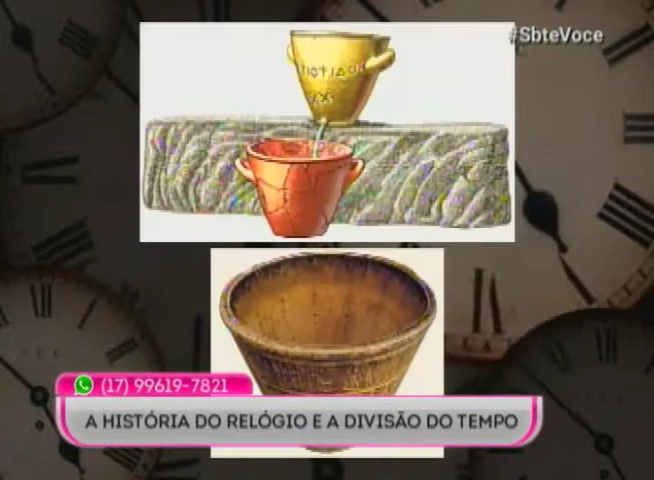 #SbteVoce
(17) 99619-7821
A HISTÓRIA DO RELÓGIO E A DIVISÃO DO TEMPO